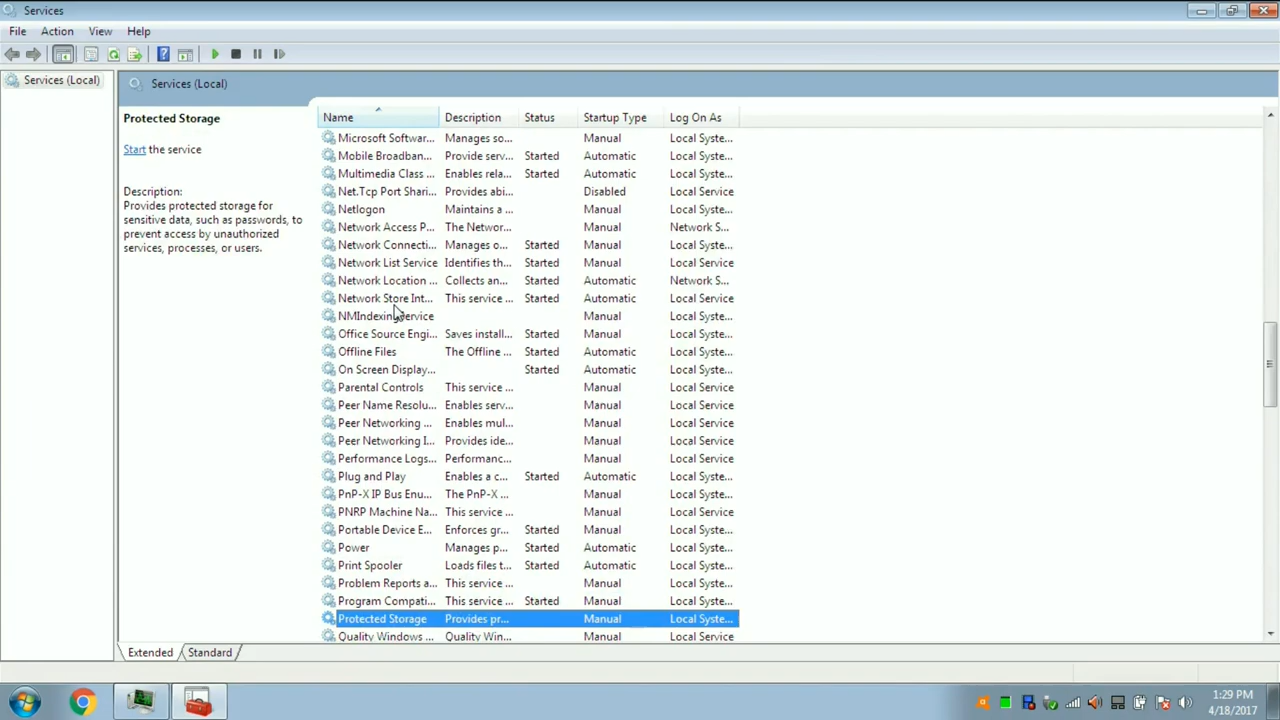 Services
File Action View Help
Services (Local)
Services (Local)
Protected Storage
Start the service
Description:
Provides protected storage for
sensitive data, such as passwords, to
prevent access by unauthorized
services, processes, or users.
Name Description Status Startup Type Log On As
Microsoft Softwar... Manages so... Manual Local Syste...
Mobile Broadban... Provide serv... Started Automatic Local Syste...
Multimedia Class ... Enables rela... Started Automatic Local Syste...
Net.Tcp Port Shari... Provides abi... Disabled Local Service
Netlogon Maintains a ... Manual Local Syste...
Network Access P... The Networ... Manual Network S...
Network Connecti... Manages o... Started Manual Local Syste...
Network List Service Identifies th... Started Manual Local Service
Network Location ... Collects an... Started Automatic Network S...
Network Store Int... This service ... Started Automatic Local Service
NMIndexingService Manual Local Syste...
Office Source Engi... Saves install... Started Manual Local Syste...
Offline Files The Offline ... Started Automatic Local Syste...
On Screen Display... Started Automatic Local Syste...
Parental Controls This service ... Manual Local Service
Peer Name Resolu... Enables serv... Manual Local Service
Peer Networking ... Enables mul... Manual Local Service
Peer Networking I... Provides ide... Manual Local Service
Performance Logs... Performanc... Manual Local Service
Plug and Play Enables a c... Started Automatic Local Syste...
PnP-X IP Bus Enu... The PnP-X ... Manual Local Syste...
PNRP Machine Na... This service ... Manual Local Service
Portable Device E... Enforces gr... Started Manual Local Syste...
Power Manages p... Started Automatic Local Syste...
Print Spooler Loads files t... Started Automatic Local Syste...
Problem Reports a... This service ... Manual Local Syste...
Program Compati... This service ... Started Manual Local Syste...
Protected Storage Provides pr... Manual Local Syste...
Quality Windows ... Quality Win... Manual Local Service
Extended Standard
1:29 PM
4/18/2017